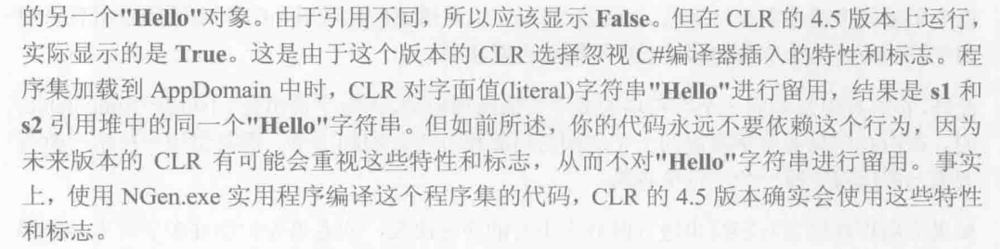 的另一个"Hello"对象。由于引用不同，所以应该显示 False。但在 CLR 的 4.5 版本上运行，
实际显示的是 True。这是由于这个版本的 CLR 选择忽视 C#编译器插入的特性和标志。程
序集加载到 AppDomain 中时，CLR 对字面值(literal)字符串"Hello"进行留用，结果是 s1 和
s2 引用堆中的同一个"Hello"字符串。但如前所述，你的代码永远不要依赖这个行为，因为
未来版本的 CLR 有可能会重视这些特性和标志，从而不对"Hello"字符串进行留用。事实
上，使用 NGen.exe 实用程序编译这个程序集的代码，CLR 的 4.5 版本确实会使用这些特性
和标志。